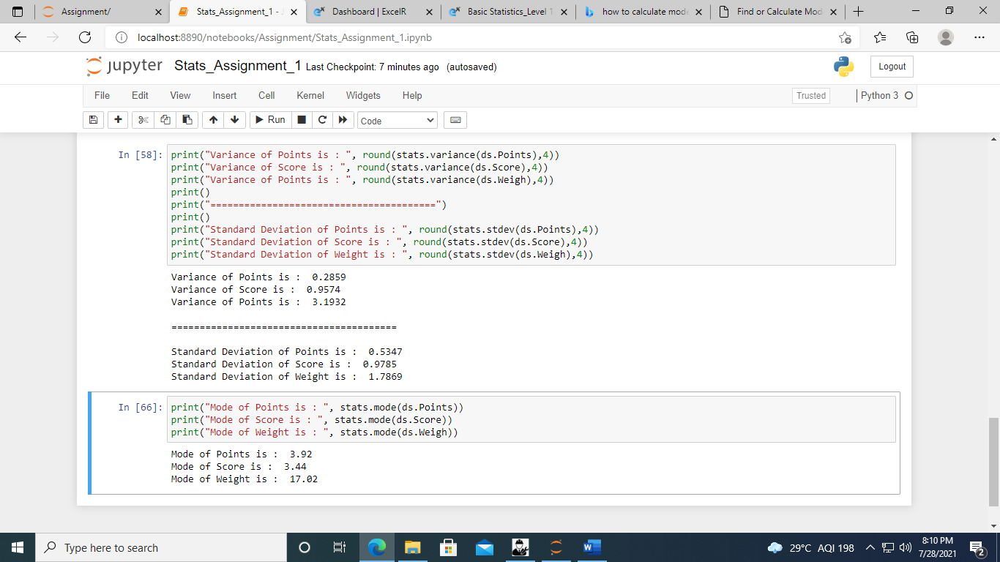 Assignment/
Stats_Assignment_1 - J
Dashboard | ExcelR
Basic Statistics_Level 1
how to calculate mode
Find or Calculate Mod
localhost:8890/notebooks/Assignment/Stats_Assignment_1.ipynb
jupyter Stats_Assignment_1 Last Checkpoint: 7 minutes ago (autosaved)
Logout
File Edit View Insert Cell Kernel Widgets Help
Trusted
Python 3
Run
Code
In [58]:
print("Variance of Points is : ", round(stats.variance(ds.Points),4))
print("Variance of Score is : ", round(stats.variance(ds.Score),4))
print("Variance of Points is : ", round(stats.variance(ds.Weigh),4))
print()
print("========================================")
print()
print("Standard Deviation of Points is : ", round(stats.stdev(ds.Points),4))
print("Standard Deviation of Score is : ", round(stats.stdev(ds.Score),4))
print("Standard Deviation of Weight is : ", round(stats.stdev(ds.Weigh),4))
Variance of Points is :  0.2859
Variance of Score is :  0.9574
Variance of Points is :  3.1932
========================================
Standard Deviation of Points is :  0.5347
Standard Deviation of Score is :  0.9785
Standard Deviation of Weight is :  1.7869
In [66]:
print("Mode of Points is : ", stats.mode(ds.Points))
print("Mode of Score is : ", stats.mode(ds.Score))
print("Mode of Weight is : ", stats.mode(ds.Weigh))
Mode of Points is :  3.92
Mode of Score is :  3.44
Mode of Weight is :  17.02
Type here to search
29°C AQI 198
8:10 PM
7/28/2021
2